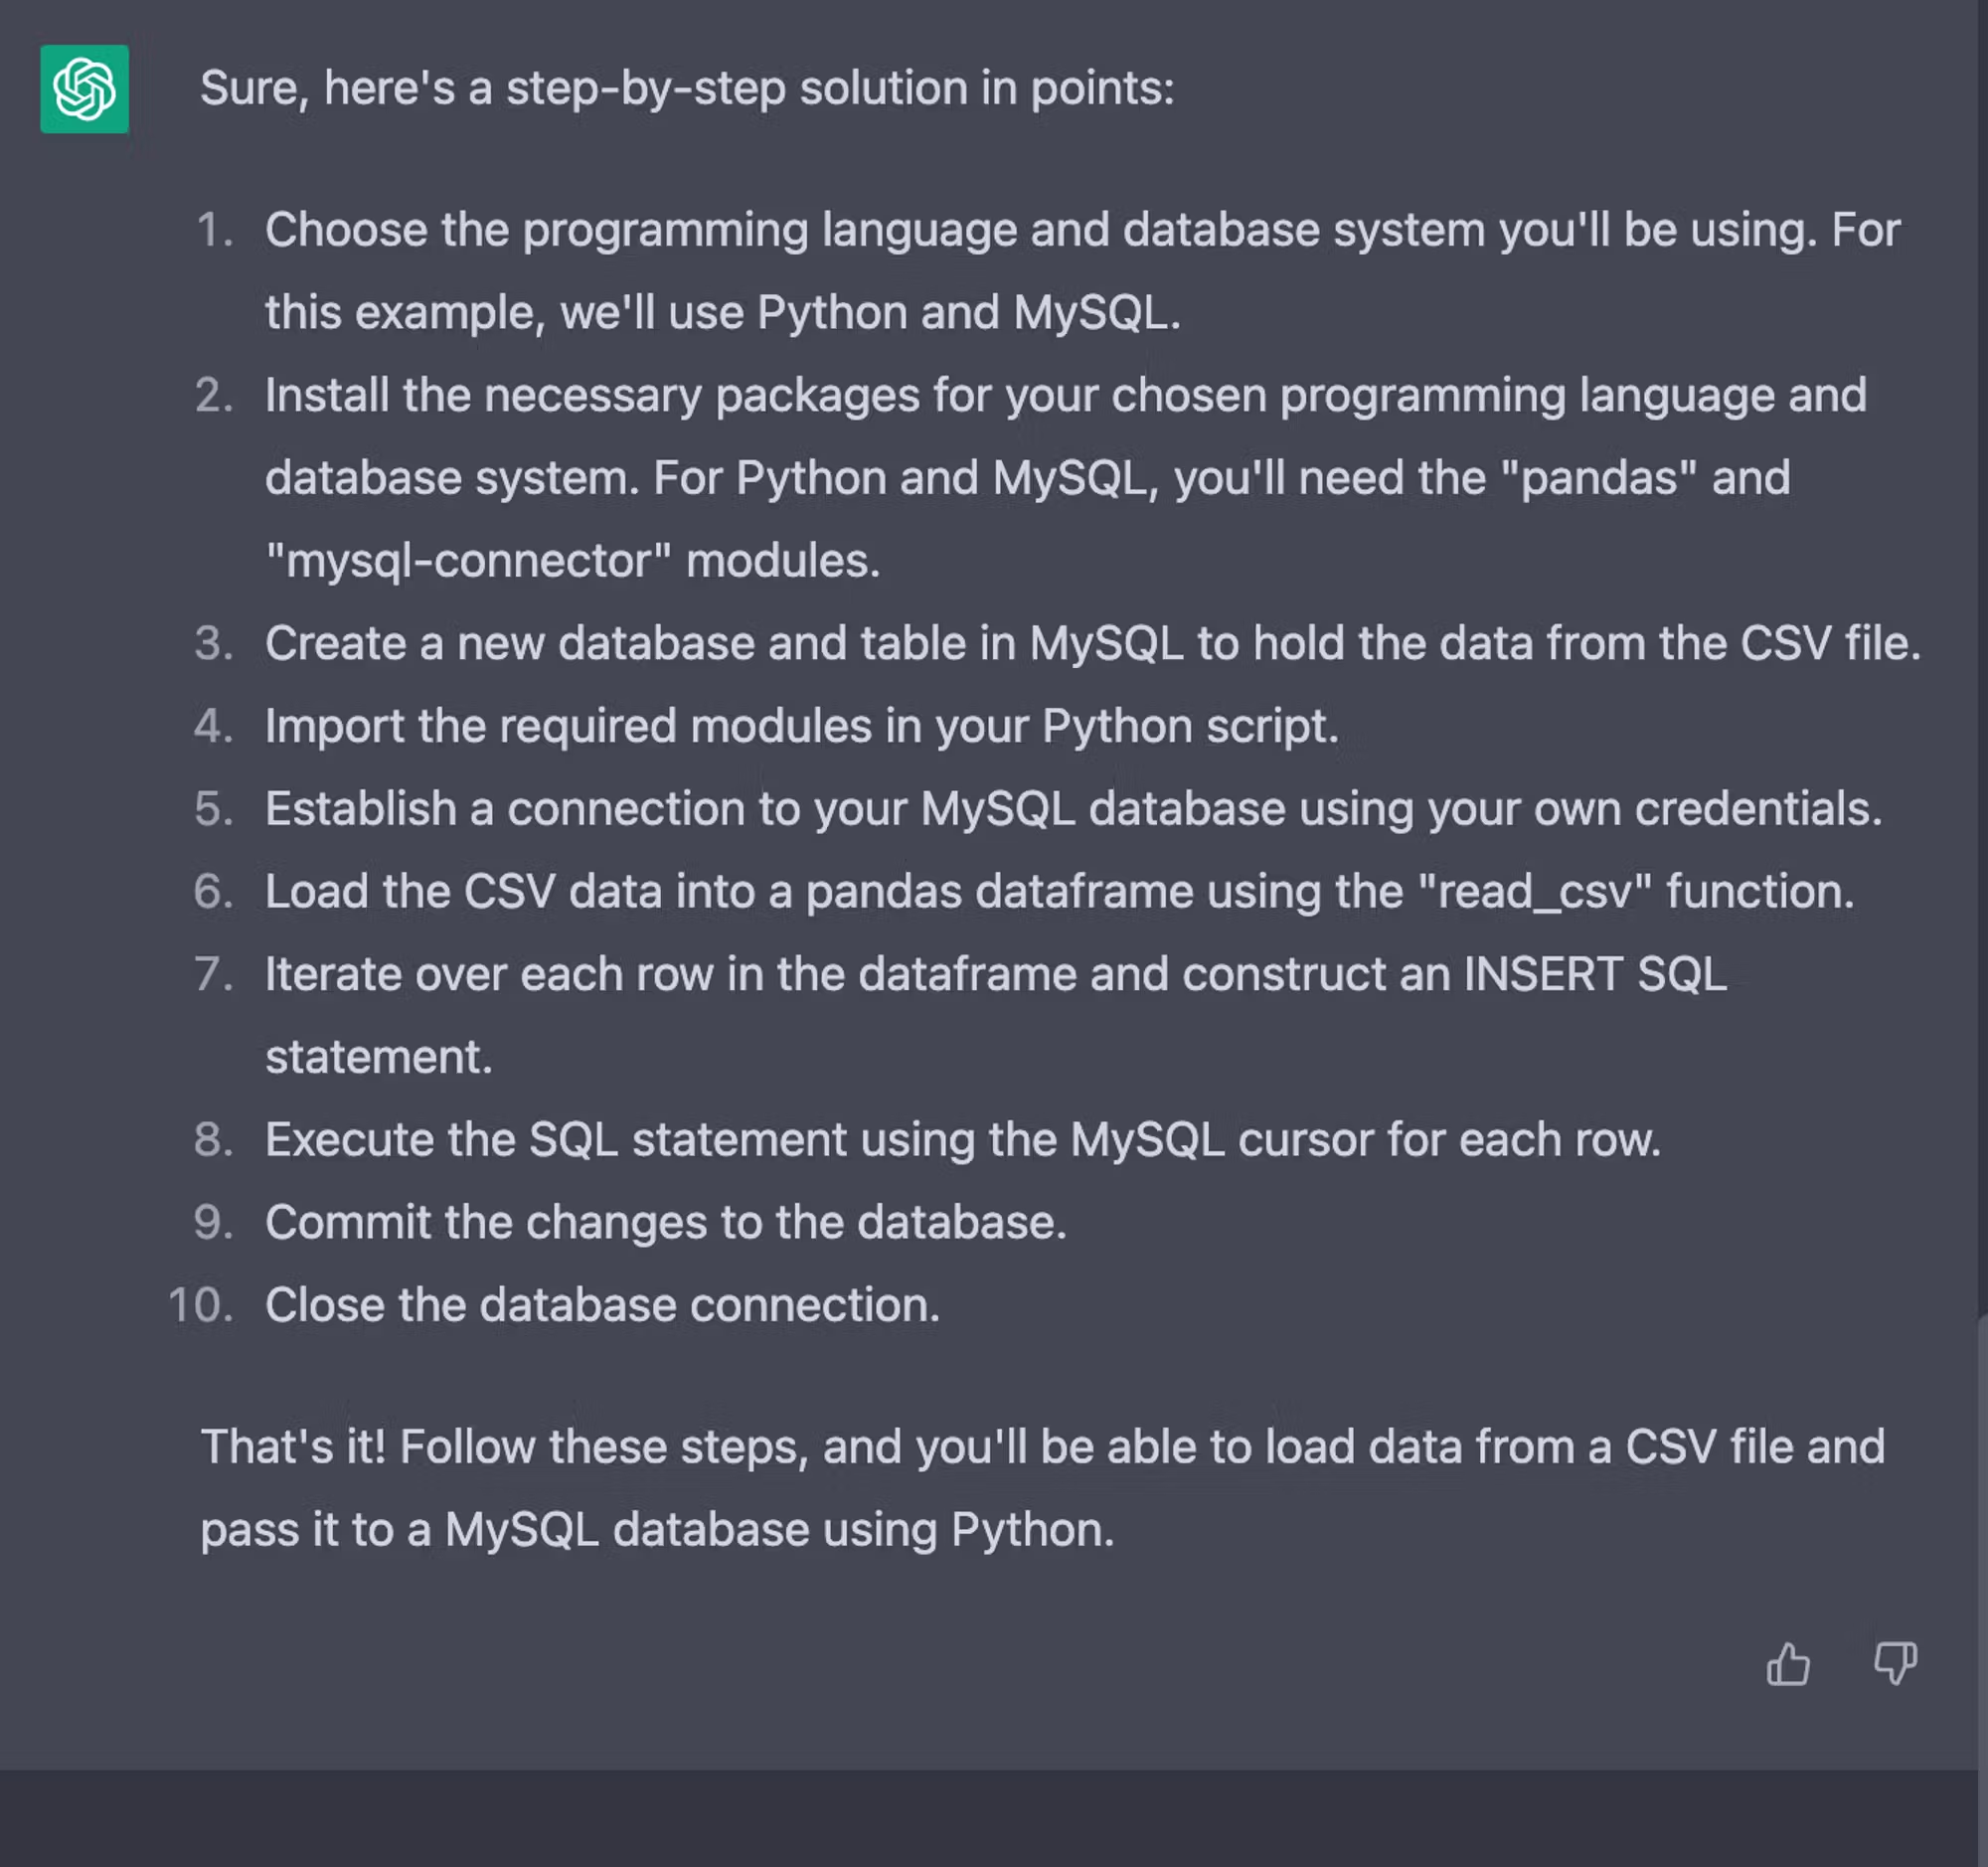 Sure, here's a step-by-step solution in points:
1. Choose the programming language and database system you'll be using. For
this example, we'll use Python and MySQL.
2. Install the necessary packages for your chosen programming language and
database system. For Python and MySQL, you'll need the "pandas" and
"mysql-connector" modules.
3. Create a new database and table in MySQL to hold the data from the CSV file.
4. Import the required modules in your Python script.
5. Establish a connection to your MySQL database using your own credentials.
6. Load the CSV data into a pandas dataframe using the "read_csv" function.
7. Iterate over each row in the dataframe and construct an INSERT SQL
statement.
8. Execute the SQL statement using the MySQL cursor for each row.
9. Commit the changes to the database.
10. Close the database connection.
That's it! Follow these steps, and you'll be able to load data from a CSV file and
pass it to a MySQL database using Python.